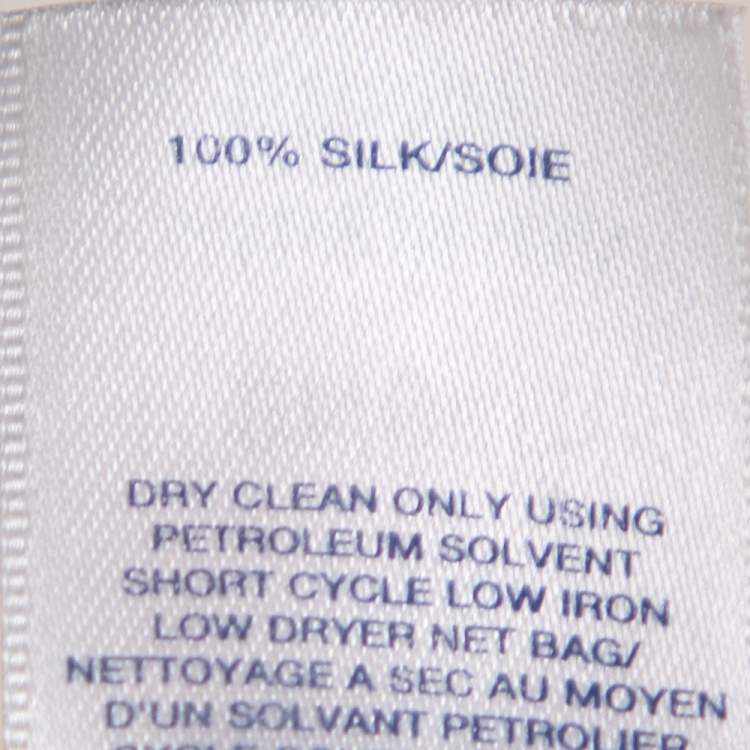 100% SILK/SOIE
DRY CLEAN ONLY USING
PETROLEUM SOLVENT
SHORT CYCLE LOW IRON
LOW DRYER NET BAG/
NETTOYAGE A SEC AU MOYEN
D'UN SOLVANT PETROLIER